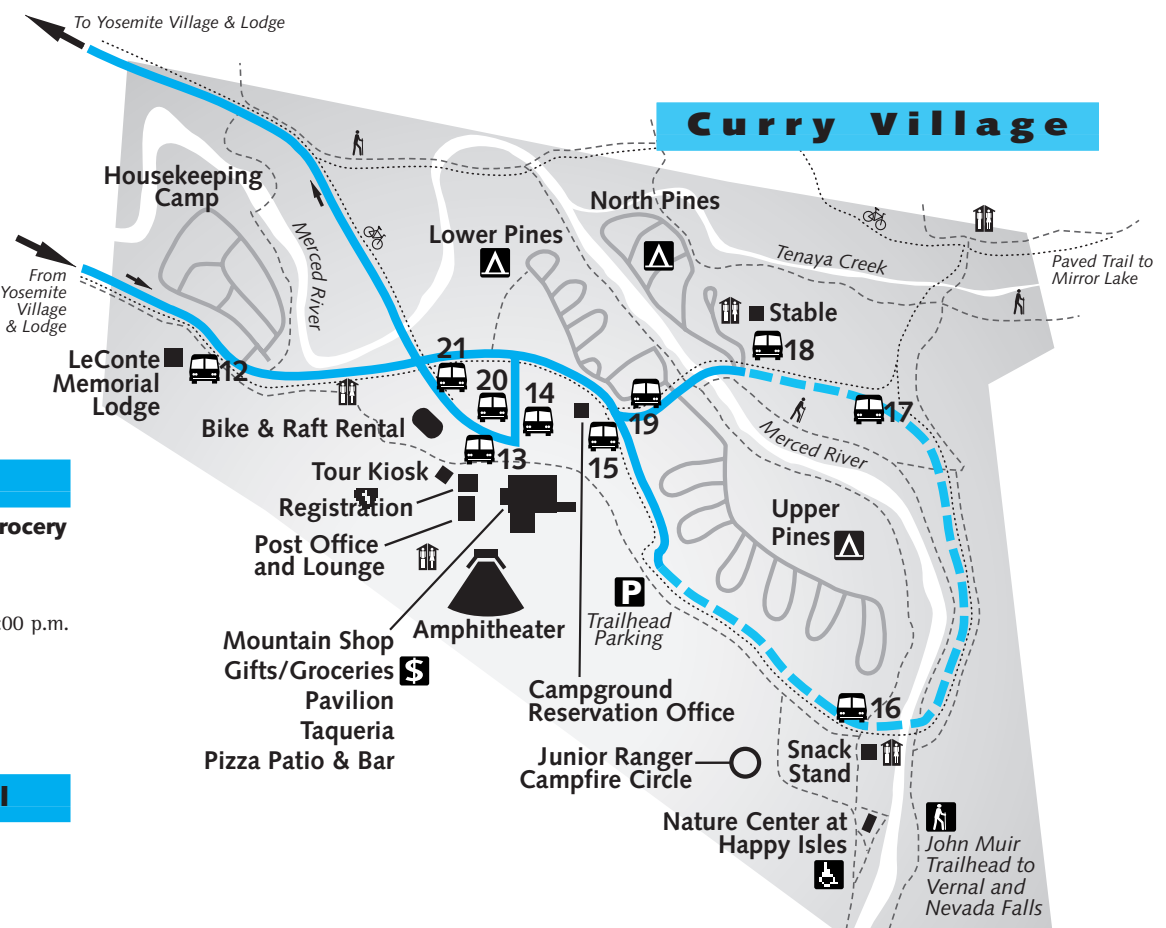 To Yosemite Village & Lodge
Curry Village
Housekeeping
Camp
Merced River
Lower Pines
North Pines
Tenaya Creek
Paved Trail to
Mirror Lake
From
Yosemite
Village
& Lodge
Stable
18
LeConte
Memorial
Lodge
12
21
20
14
19
17
Bike & Raft Rental
13
15
Merced River
Tour Kiosk
Registration
Post Office
and Lounge
Upper
Pines
rocery
:00 p.m.
P
Trailhead
Parking
Amphitheater
Mountain Shop
Gifts/Groceries $
Pavilion
Taqueria
Pizza Patio & Bar
Campground
Reservation Office
16
Junior Ranger
Campfire Circle
Snack
Stand
l
Nature Center at
Happy Isles
John Muir
Trailhead to
Vernal and
Nevada Falls